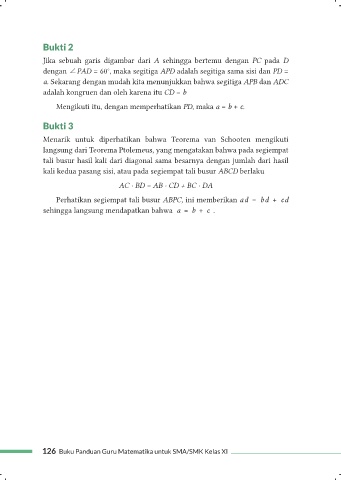 Bukti 2
Jika sebuah garis digambar dari A sehingga bertemu dengan PC pada D
dengan ∠ PAD = 60°, maka segitiga APD adalah segitiga sama sisi dan PD =
a. Sekarang dengan mudah kita menunjukkan bahwa segitiga APB dan ADC
adalah kongruen dan oleh karena itu CD = b
Mengikuti itu, dengan memperhatikan PD, maka a = b + c.
Bukti 3
Menarik untuk diperhatikan bahwa Teorema van Schooten mengikuti
langsung dari Teorema Ptolemeus, yang mengatakan bahwa pada segiempat
tali busur hasil kali dari diagonal sama besarnya dengan jumlah dari hasil
kali kedua pasang sisi, atau pada segiempat tali busur ABCD berlaku
AC · BD = AB · CD + BC · DA
Perhatikan segiempat tali busur ABPC, ini memberikan ad = bd + cd
sehingga langsung mendapatkan bahwa a = b + c .
126 Buku Panduan Guru Matematika untuk SMA/SMK Kelas XI